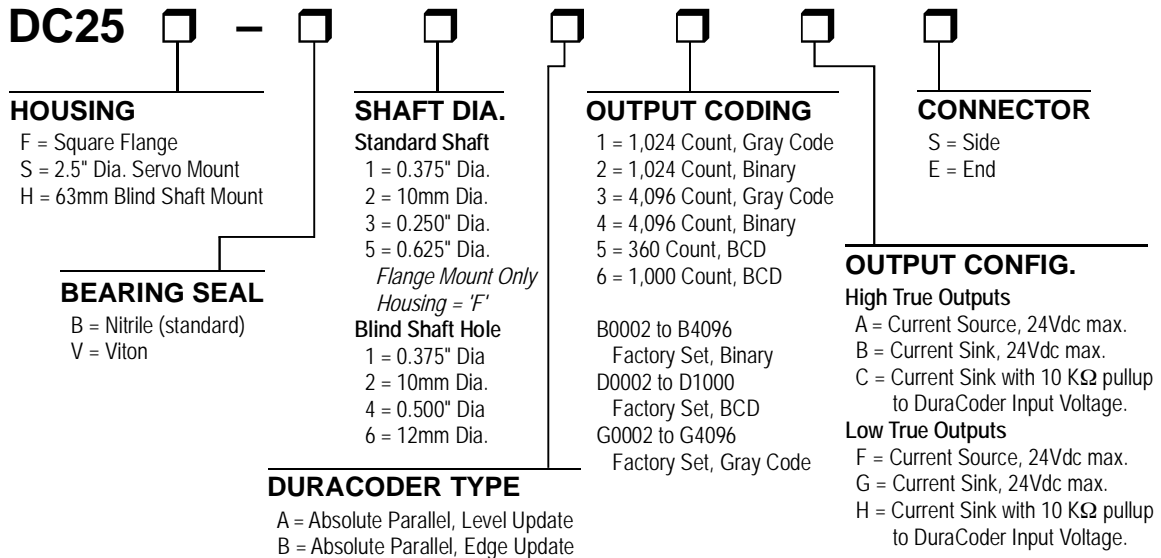 DC25 –
HOUSING
F = Square Flange
S = 2.5" Dia. Servo Mount
H = 63mm Blind Shaft Mount
BEARING SEAL
B = Nitrile (standard)
V = Viton
SHAFT DIA.
Standard Shaft
1 = 0.375" Dia.
2 = 10mm Dia.
3 = 0.250" Dia.
5 = 0.625" Dia.
Flange Mount Only
Housing = 'F'
Blind Shaft Hole
1 = 0.375" Dia
2 = 10mm Dia.
4 = 0.500" Dia
6 = 12mm Dia.
DURACODER TYPE
A = Absolute Parallel, Level Update
B = Absolute Parallel, Edge Update
OUTPUT CODING
1 = 1,024 Count, Gray Code
2 = 1,024 Count, Binary
3 = 4,096 Count, Gray Code
4 = 4,096 Count, Binary
5 = 360 Count, BCD
6 = 1,000 Count, BCD
B0002 to B4096
Factory Set, Binary
D0002 to D1000
Factory Set, BCD
G0002 to G4096
Factory Set, Gray Code
OUTPUT CONFIG.
High True Outputs
A = Current Source, 24Vdc max.
B = Current Sink, 24Vdc max.
C = Current Sink with 10 KΩ pullup
to DuraCoder Input Voltage.
Low True Outputs
F = Current Source, 24Vdc max.
G = Current Sink, 24Vdc max.
H = Current Sink with 10 KΩ pullup
to DuraCoder Input Voltage.
CONNECTOR
S = Side
E = End